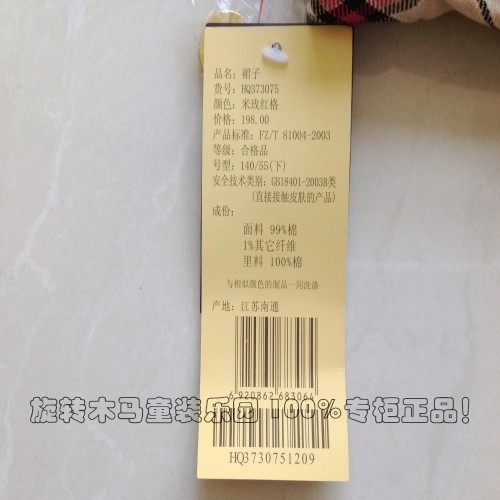 品名: 裙子
货号: HQ373075
颜色: 米玫红格
价格: 198.00
产品标准: FZ/T 81004-2003
等级: 合格品
号型: 140/55(下)
安全技术类别: GB18401-2003B类
(直接接触皮肤的产品)
成份:
面料 99%棉
1%其它纤维
里料 100%棉
与相似颜色的制品一同洗涤
产地: 江苏南通
6 920862 683064
旋转木马童装乐园 100%专柜正品!
HQ3730751209